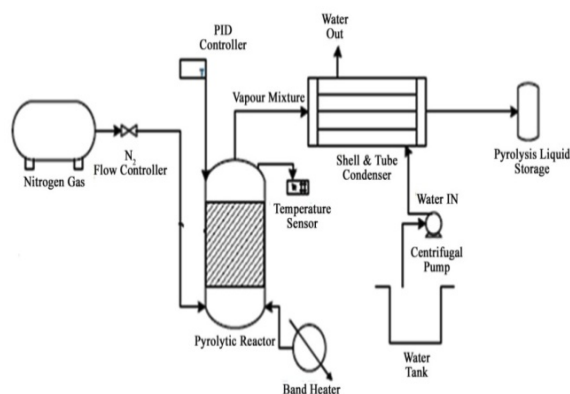 PID
Controller
Water
Out
Vapour Mixture
N2
Flow Controller
Nitrogen Gas
Shell & Tube
Condenser
Pyrolysis Liquid
Storage
Temperature
Sensor
Water IN
Centrifugal
Pump
Pyrolytic Reactor
Band Heater
Water
Tank